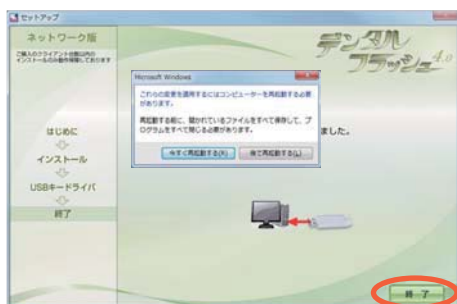 セットアップ
ネットワーク版
ご購入のクライアント台数以内の
インストールのみ動作保障しております
デンタル
フラッシュ4.0
Microsoft Windows
これらの変更を適用するにはコンピューターを再起動する必要
があります。
再起動する前に、開かれているファイルをすべて保存して、プ
ログラムをすべて閉じる必要があります。
今すぐ再起動する(R)
後で再起動する(L)
ました。
はじめに
インストール
USBキードライバ
終了
終 了